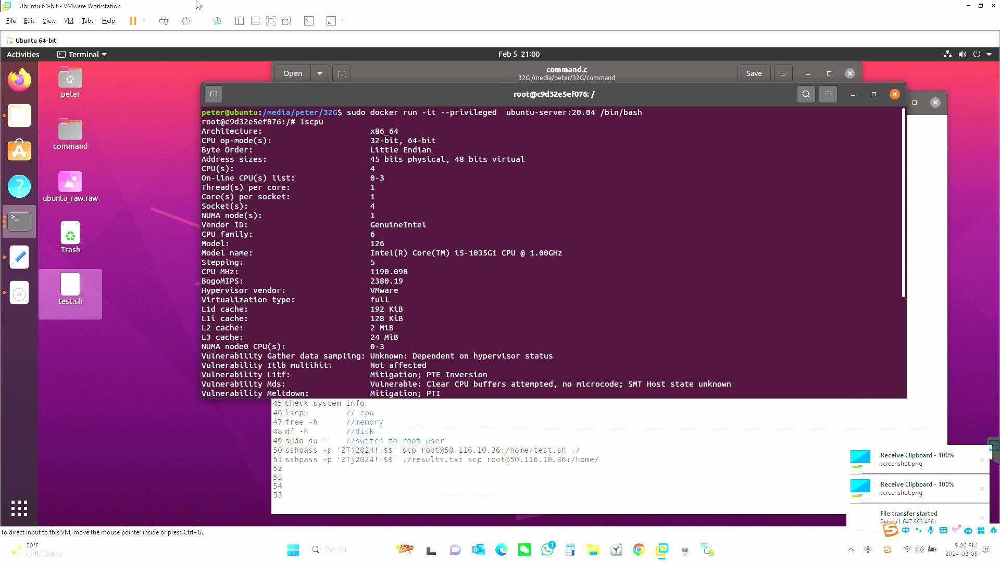 Ubuntu 64-bit - VMware Workstation
File Edit View VM Tabs Help
Ubuntu 64-bit
Activities Terminal Feb 5 21:00
peter
command
ubuntu_raw.raw
Trash
test.sh
Open command.c Save
32G /media/peter/32G/command
root@c9d32e5ef076: /
peter@ubuntu:/media/peter/32G$ sudo docker run -it --privileged  ubuntu-server:20.04 /bin/bash
root@c9d32e5ef076:/# lscpu
Architecture: x86_64
CPU op-mode(s): 32-bit, 64-bit
Byte Order: Little Endian
Address sizes: 45 bits physical, 48 bits virtual
CPU(s): 4
On-line CPU(s) list: 0-3
Thread(s) per core: 1
Core(s) per socket: 1
Socket(s): 4
NUMA node(s): 1
Vendor ID: GenuineIntel
CPU family: 6
Model: 126
Model name: Intel(R) Core(TM) i5-1035G1 CPU @ 1.00GHz
Stepping: 5
CPU MHz: 1190.098
BogoMIPS: 2380.19
Hypervisor vendor: VMware
Virtualization type: full
L1d cache: 192 KiB
L1i cache: 128 KiB
L2 cache: 2 MiB
L3 cache: 24 MiB
NUMA node0 CPU(s): 0-3
Vulnerability Gather data sampling: Unknown: Dependent on hypervisor status
Vulnerability Itlb multihit: Not affected
Vulnerability L1tf: Mitigation; PTE Inversion
Vulnerability Mds: Vulnerable: Clear CPU buffers attempted, no microcode; SMT Host state unknown
Vulnerability Meltdown: Mitigation; PTI
45 Check system info
46 lscpu // cpu
47 free -h //memory
48 df -h //disk
49 sudo su - //switch to root user
50 sshpass -p 'ZTj2024!!$$' scp root@50.116.10.36:/home/test.sh ./
51 sshpass -p 'ZTj2024!!$$' ./results.txt scp root@50.116.10.36:/home/
52
53
54
55
Receive Clipboard - 100%
screenshot.png
Receive Clipboard - 100%
screenshot.png
File transfer started
Peter (1 647 993 456)
中
To direct input to this VM, move the mouse pointer inside or press Ctrl+G.
50°F
Partly cloudy
Search
1
中
9:00 PM
2024-02-05